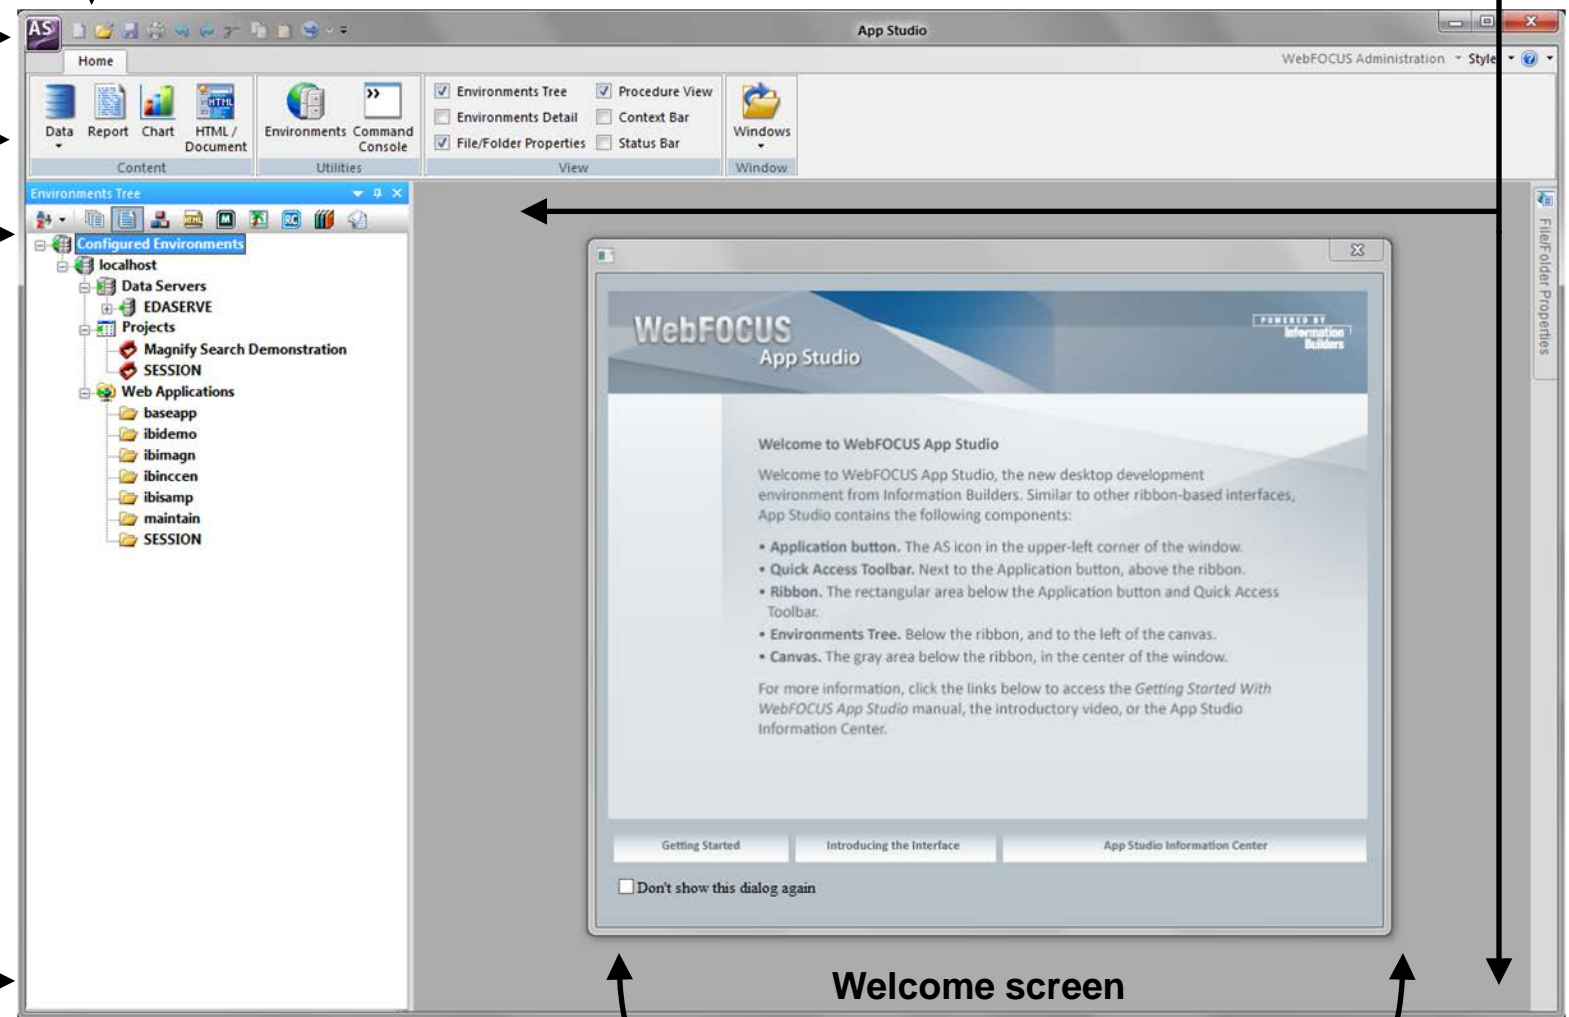 AS
App Studio
Home
WebFOCUS Administration
Style
Data
Report
Chart
HTML /
Document
Environments
Command
Console
Environments Tree
Procedure View
Environments Detail
Context Bar
File/Folder Properties
Status Bar
Windows
Content
Utilities
View
Window
Environments Tree
Configured Environments
localhost
Data Servers
EDASERVE
Projects
Magnify Search Demonstration
SESSION
Web Applications
baseapp
ibidemo
ibimagn
ibinccen
ibisamp
maintain
SESSION
File/Folder Properties
WebFOCUS
App Studio
POWERED BY
Information
Builders
Welcome to WebFOCUS App Studio
Welcome to WebFOCUS App Studio, the new desktop development
environment from Information Builders. Similar to other ribbon-based interfaces,
App Studio contains the following components:
• Application button. The AS icon in the upper-left corner of the window.
• Quick Access Toolbar. Next to the Application button, above the ribbon.
• Ribbon. The rectangular area below the Application button and Quick Access
Toolbar.
• Environments Tree. Below the ribbon, and to the left of the canvas.
• Canvas. The gray area below the ribbon, in the center of the window.
For more information, click the links below to access the Getting Started With
WebFOCUS App Studio manual, the introductory video, or the App Studio
Information Center.
Getting Started
Introducing the Interface
App Studio Information Center
Don't show this dialog again
Welcome screen